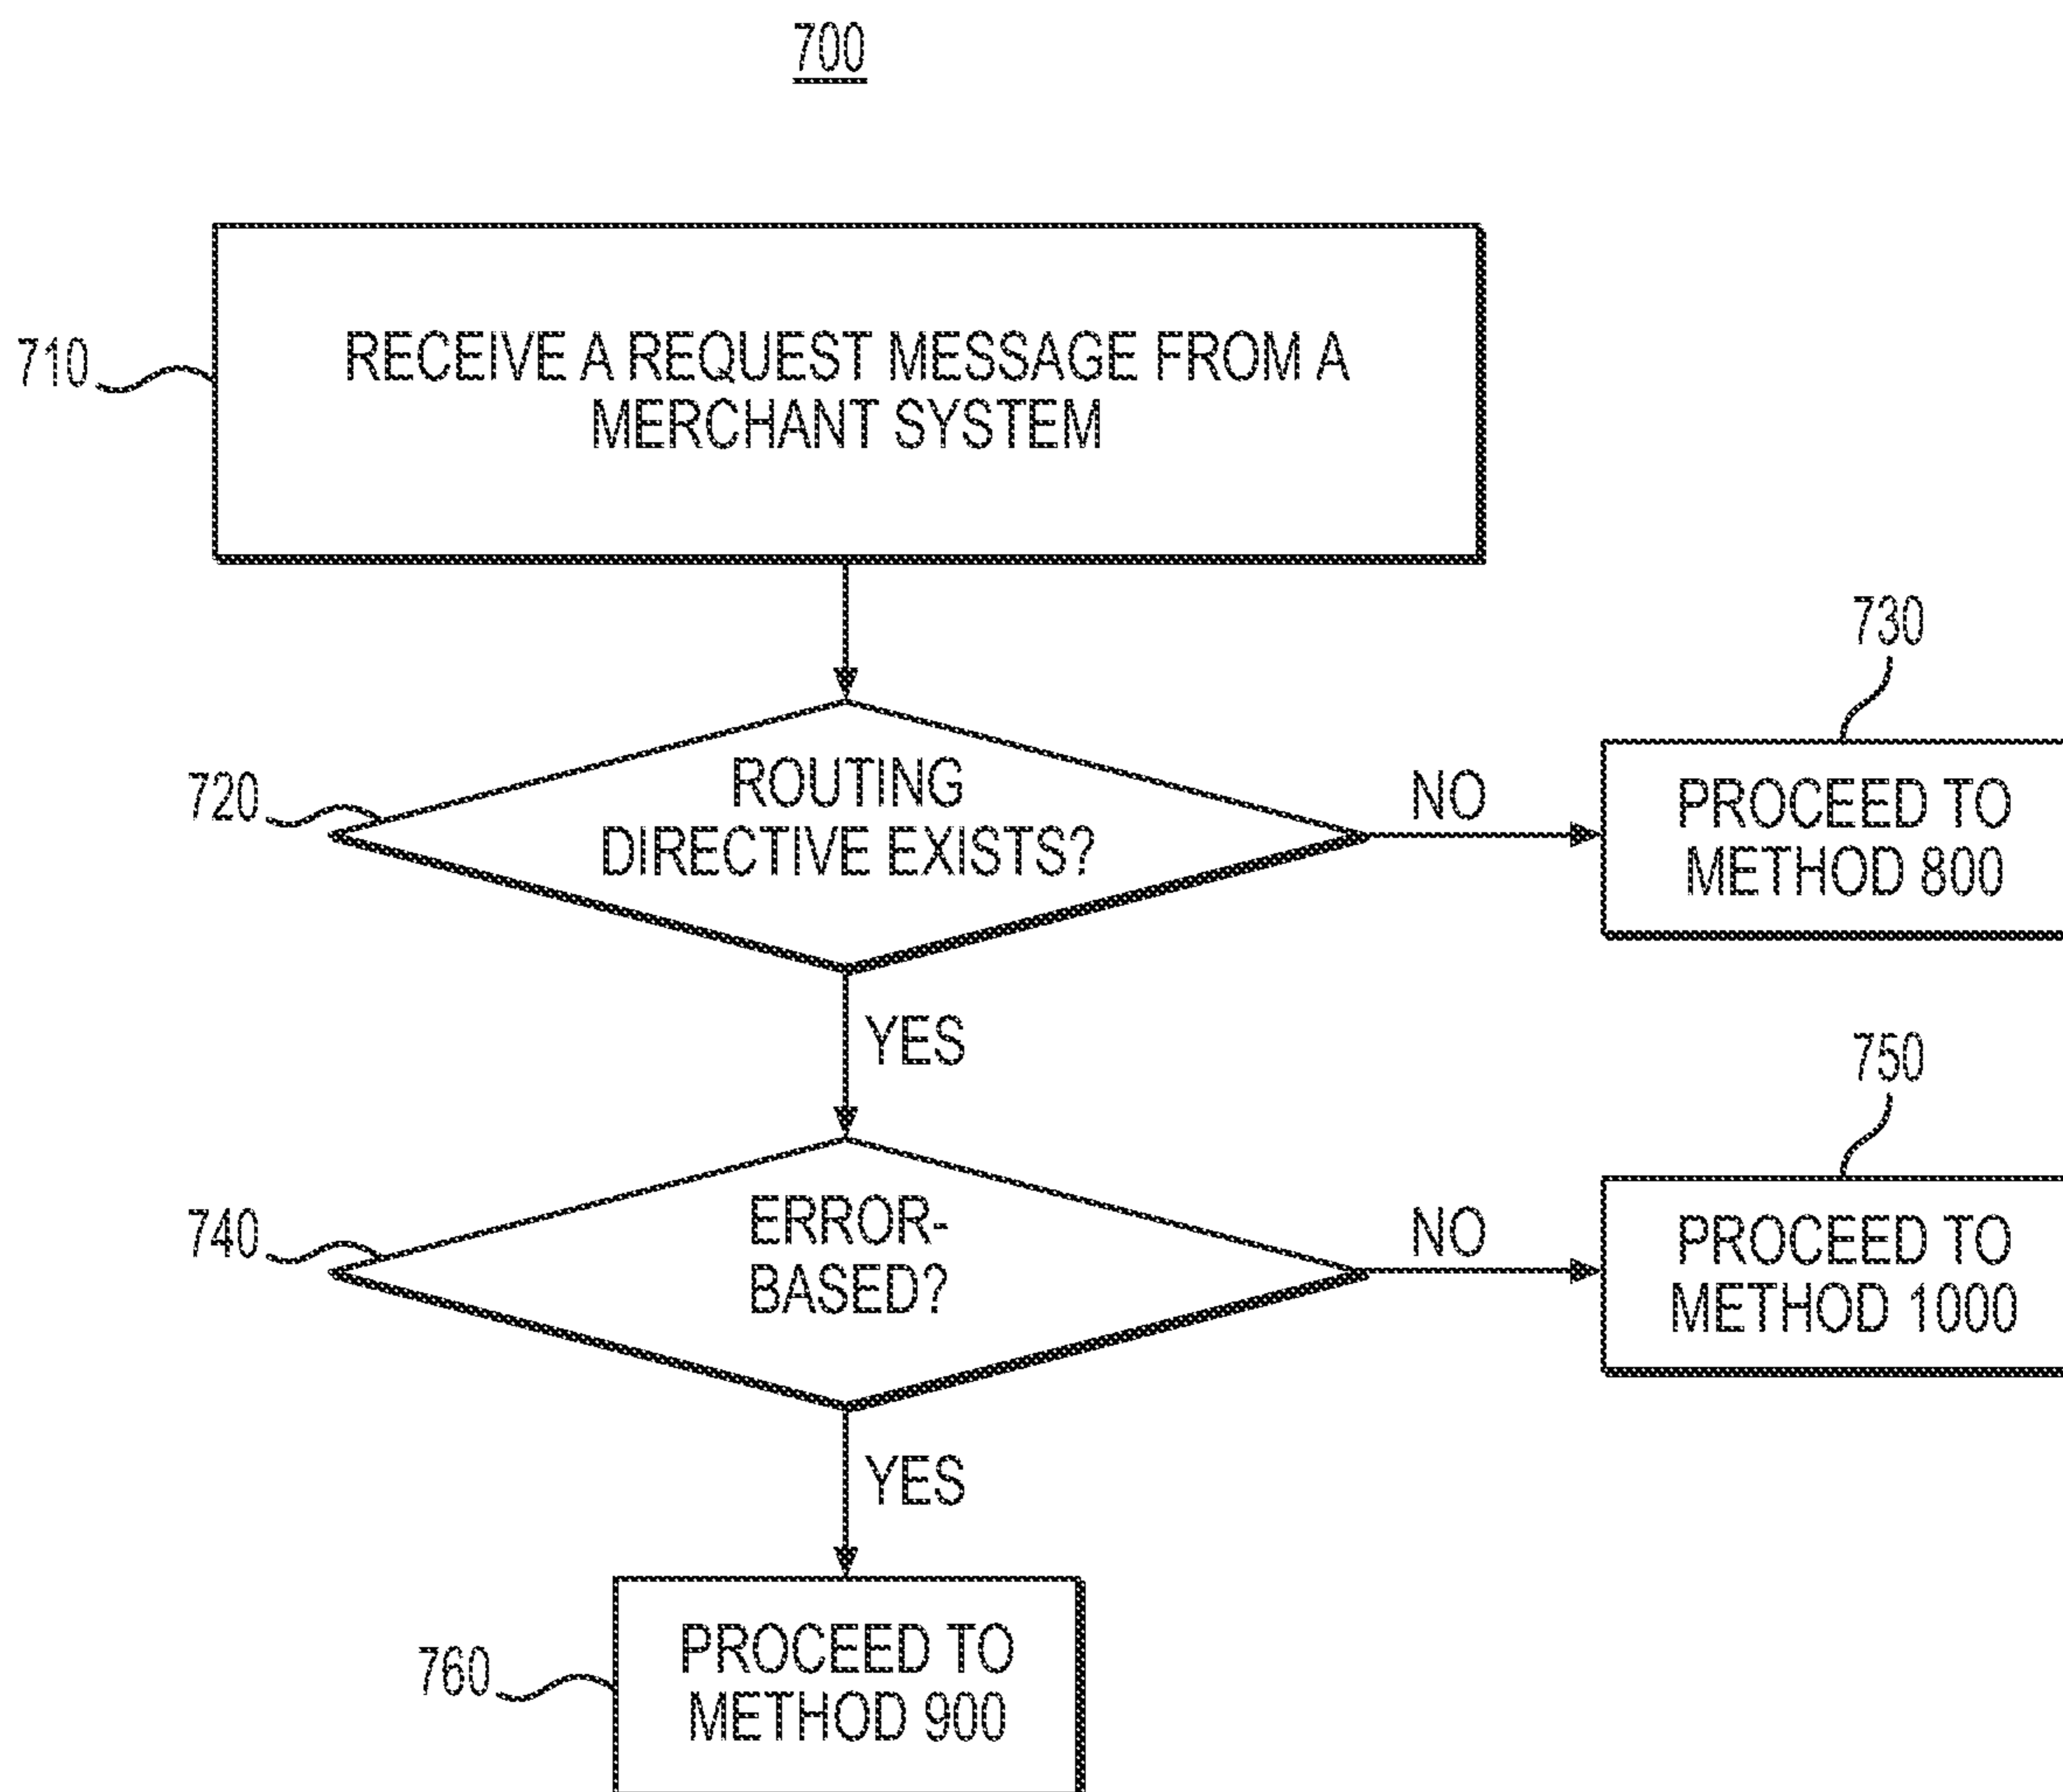 700
710
RECEIVE A REQUEST MESSAGE FROM A
MERCHANT SYSTEM
720
ROUTING
DIRECTIVE EXISTS?
NO
730
PROCEED TO
METHOD 800
YES
740
ERROR-
BASED?
NO
750
PROCEED TO
METHOD 1000
YES
760
PROCEED TO
METHOD 900